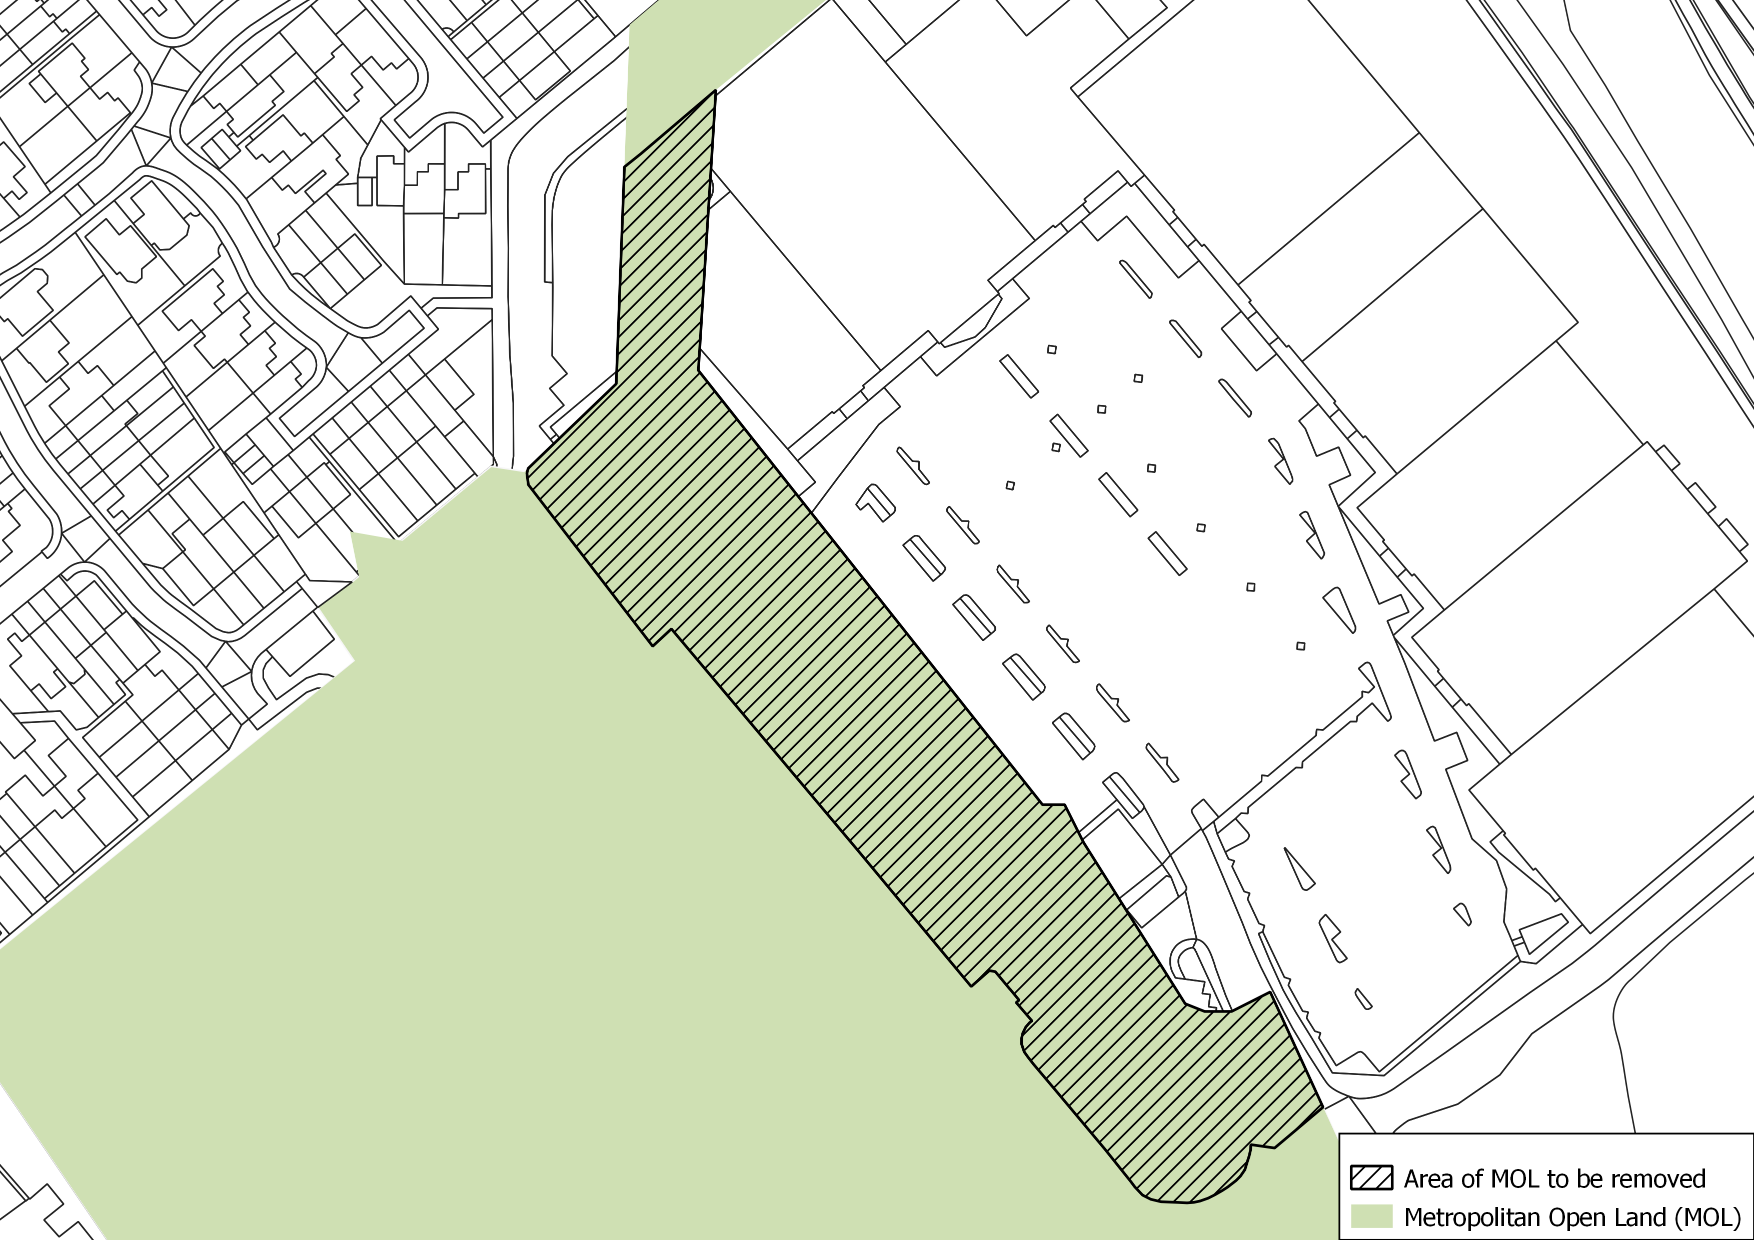 Area of MOL to be removed
Metropolitan Open Land (MOL)